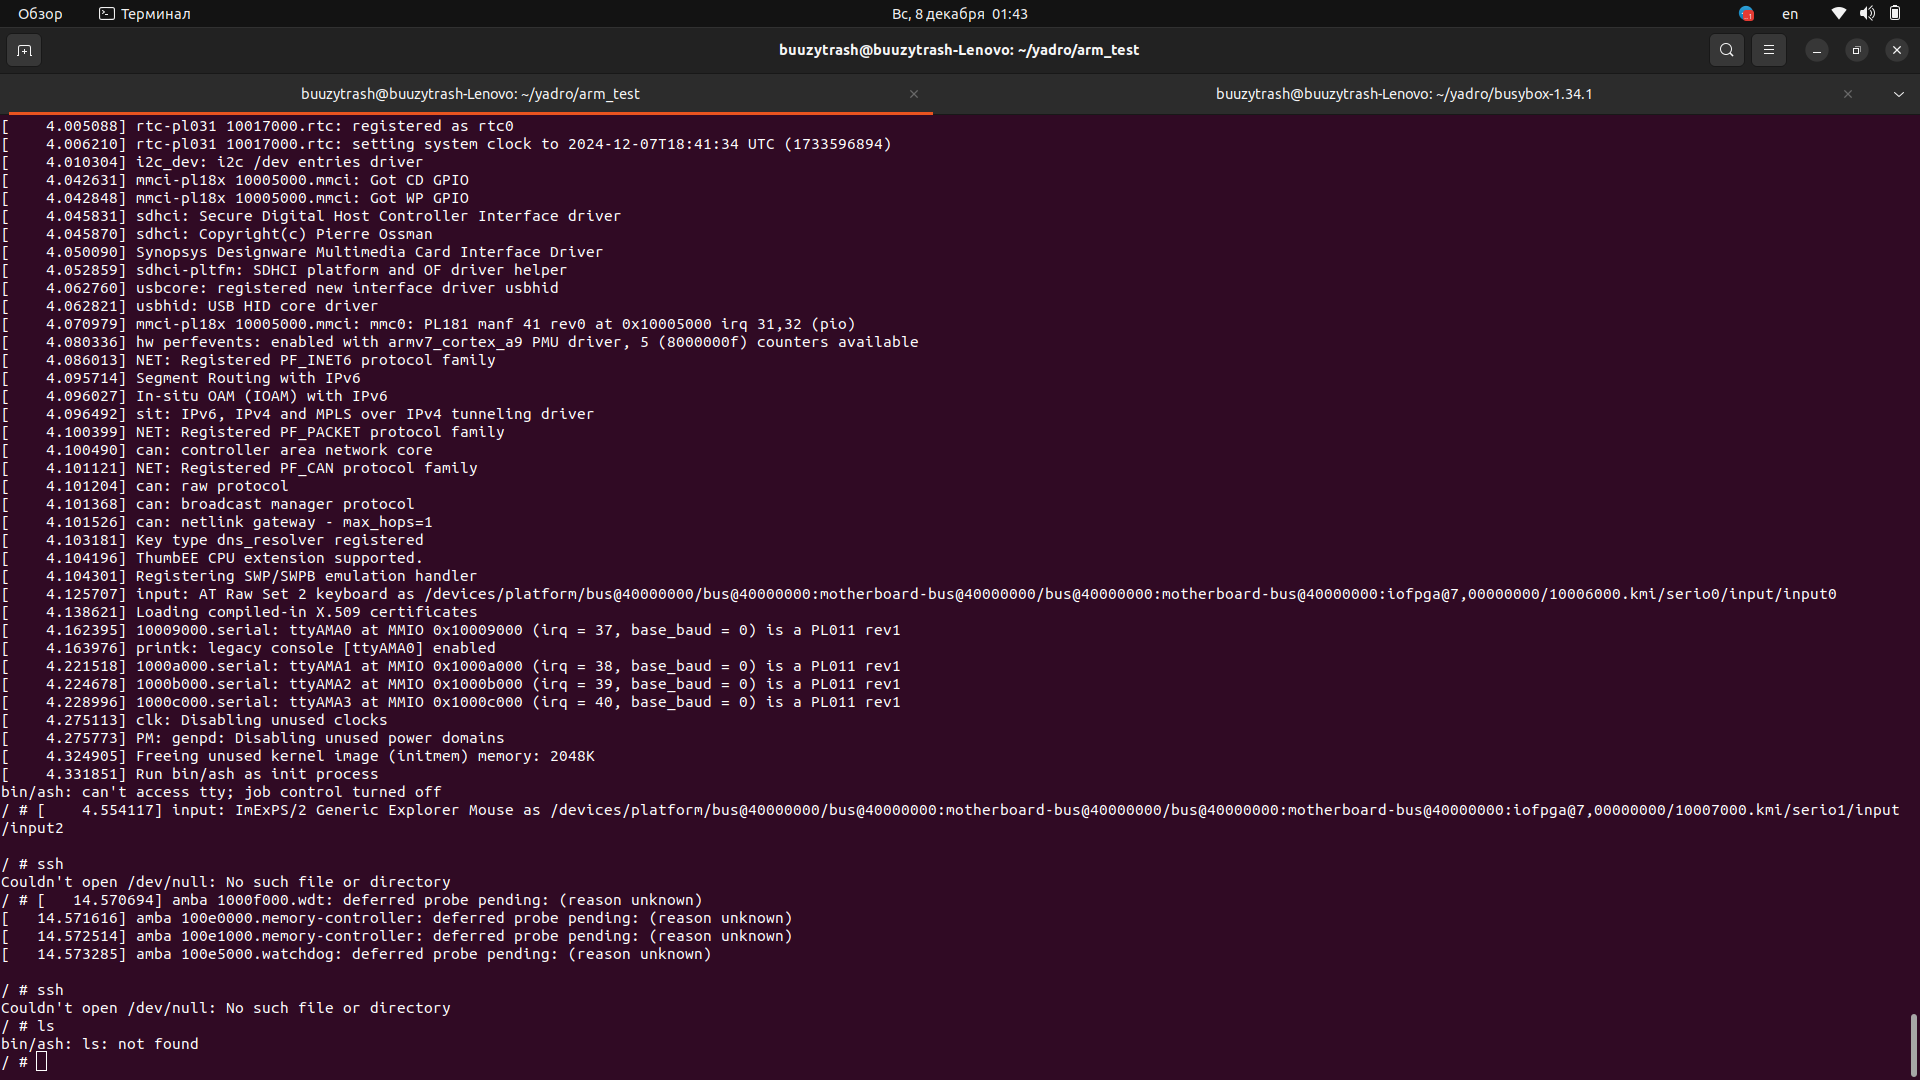 Обзор
Терминал
Вс, 8 декабря 01:43
en
buuzytrash@buuzytrash-Lenovo: ~/yadro/arm_test
buuzytrash@buuzytrash-Lenovo: ~/yadro/arm_test
buuzytrash@buuzytrash-Lenovo: ~/yadro/busybox-1.34.1
[    4.005088] rtc-pl031 10017000.rtc: registered as rtc0
[    4.006210] rtc-pl031 10017000.rtc: setting system clock to 2024-12-07T18:41:34 UTC (1733596894)
[    4.010304] i2c_dev: i2c /dev entries driver
[    4.042631] mmci-pl18x 10005000.mmci: Got CD GPIO
[    4.042848] mmci-pl18x 10005000.mmci: Got WP GPIO
[    4.045831] sdhci: Secure Digital Host Controller Interface driver
[    4.045870] sdhci: Copyright(c) Pierre Ossman
[    4.050090] Synopsys Designware Multimedia Card Interface Driver
[    4.052859] sdhci-pltfm: SDHCI platform and OF driver helper
[    4.062760] usbcore: registered new interface driver usbhid
[    4.062821] usbhid: USB HID core driver
[    4.070979] mmci-pl18x 10005000.mmci: mmc0: PL181 manf 41 rev0 at 0x10005000 irq 31,32 (pio)
[    4.080336] hw perfevents: enabled with armv7_cortex_a9 PMU driver, 5 (8000000f) counters available
[    4.086013] NET: Registered PF_INET6 protocol family
[    4.095714] Segment Routing with IPv6
[    4.096027] In-situ OAM (IOAM) with IPv6
[    4.096492] sit: IPv6, IPv4 and MPLS over IPv4 tunneling driver
[    4.100399] NET: Registered PF_PACKET protocol family
[    4.100490] can: controller area network core
[    4.101121] NET: Registered PF_CAN protocol family
[    4.101204] can: raw protocol
[    4.101368] can: broadcast manager protocol
[    4.101526] can: netlink gateway - max_hops=1
[    4.103181] Key type dns_resolver registered
[    4.104196] ThumbEE CPU extension supported.
[    4.104301] Registering SWP/SWPB emulation handler
[    4.125707] input: AT Raw Set 2 keyboard as /devices/platform/bus@40000000/bus@40000000:motherboard-bus@40000000/bus@40000000:motherboard-bus@40000000:iofpga@7,00000000/10006000.kmi/serio0/input/input0
[    4.138621] Loading compiled-in X.509 certificates
[    4.162395] 10009000.serial: ttyAMA0 at MMIO 0x10009000 (irq = 37, base_baud = 0) is a PL011 rev1
[    4.163976] printk: legacy console [ttyAMA0] enabled
[    4.221518] 1000a000.serial: ttyAMA1 at MMIO 0x1000a000 (irq = 38, base_baud = 0) is a PL011 rev1
[    4.224678] 1000b000.serial: ttyAMA2 at MMIO 0x1000b000 (irq = 39, base_baud = 0) is a PL011 rev1
[    4.228996] 1000c000.serial: ttyAMA3 at MMIO 0x1000c000 (irq = 40, base_baud = 0) is a PL011 rev1
[    4.275113] clk: Disabling unused clocks
[    4.275773] PM: genpd: Disabling unused power domains
[    4.324905] Freeing unused kernel image (initmem) memory: 2048K
[    4.331851] Run bin/ash as init process
bin/ash: can't access tty; job control turned off
/ # [    4.554117] input: ImExPS/2 Generic Explorer Mouse as /devices/platform/bus@40000000/bus@40000000:motherboard-bus@40000000/bus@40000000:motherboard-bus@40000000:iofpga@7,00000000/10007000.kmi/serio1/input
/input2
/ # ssh
Couldn't open /dev/null: No such file or directory
/ # [   14.570694] amba 1000f000.wdt: deferred probe pending: (reason unknown)
[   14.571616] amba 100e0000.memory-controller: deferred probe pending: (reason unknown)
[   14.572514] amba 100e1000.memory-controller: deferred probe pending: (reason unknown)
[   14.573285] amba 100e5000.watchdog: deferred probe pending: (reason unknown)
/ # ssh
Couldn't open /dev/null: No such file or directory
/ # ls
bin/ash: ls: not found
/ #